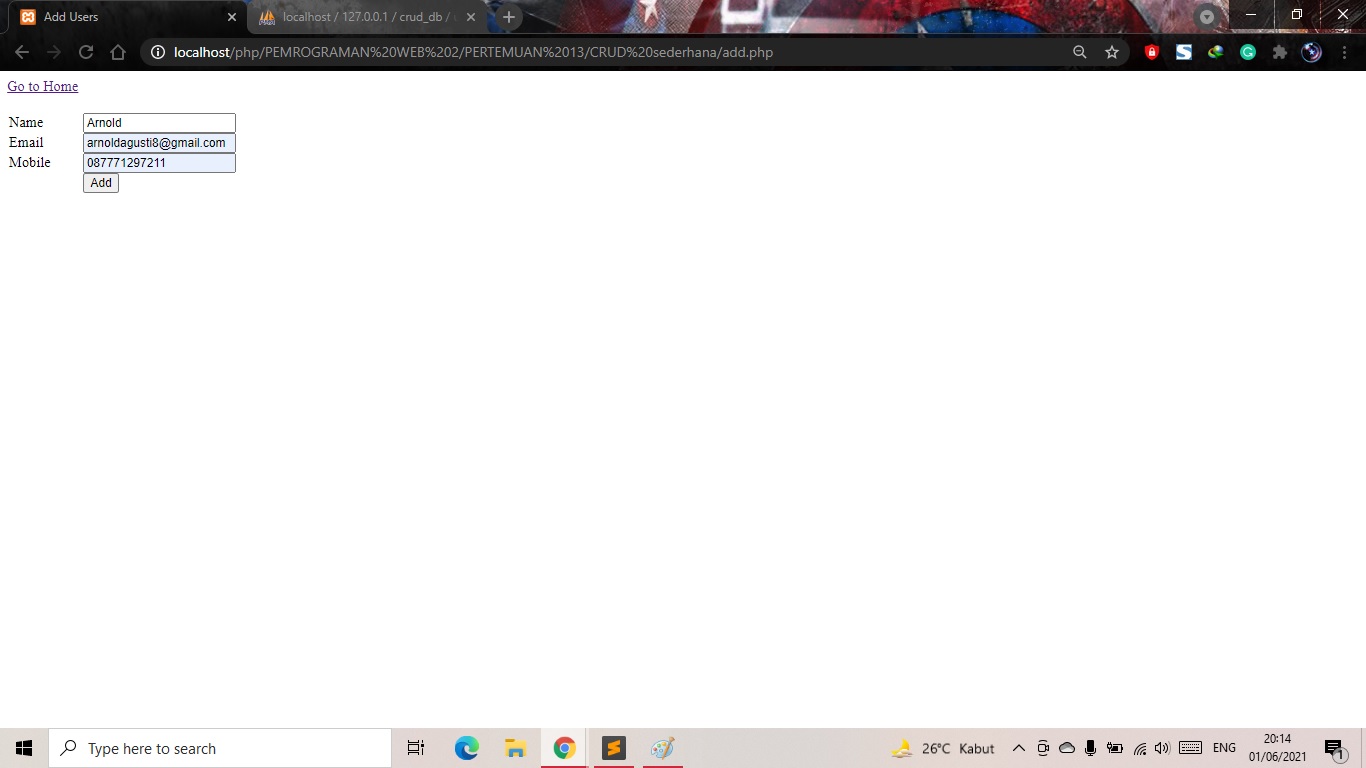 Add Users
localhost / 127.0.0.1 / crud_db /
localhost/php/PEMROGRAMAN%20WEB%202/PERTEMUAN%2013/CRUD%20sederhana/add.php
Go to Home
Name Arnold
Email arnoldagusti8@gmail.com
Mobile 087771297211
Add
Type here to search
26°C Kabut
ENG
20:14
01/06/2021
1